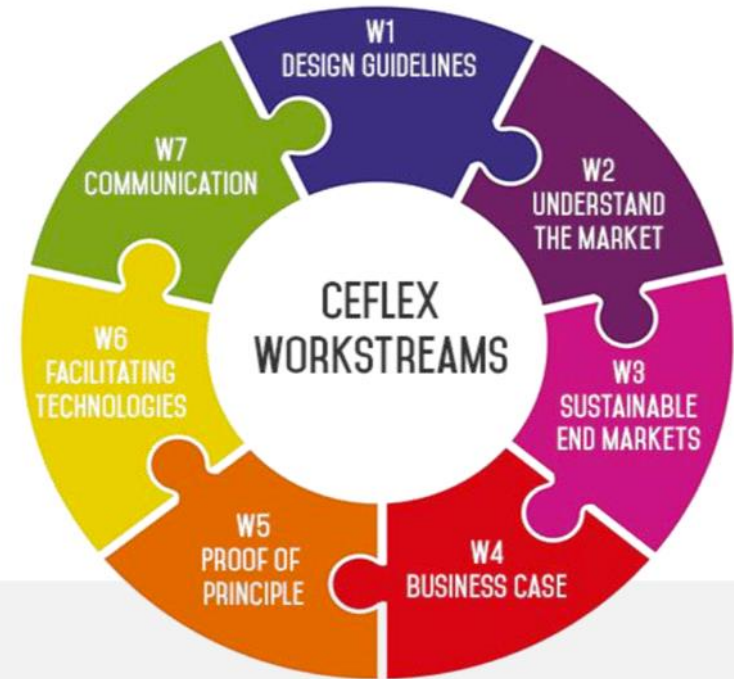 W1
DESIGN GUIDELINES
W2
UNDERSTAND
THE MARKET
W3
SUSTAINABLE
END MARKETS
W4
BUSINESS CASE
W5
PROOF OF
PRINCIPLE
W6
FACILITATING
TECHNOLOGIES
W7
COMMUNICATION
CEFLEX
WORKSTREAMS